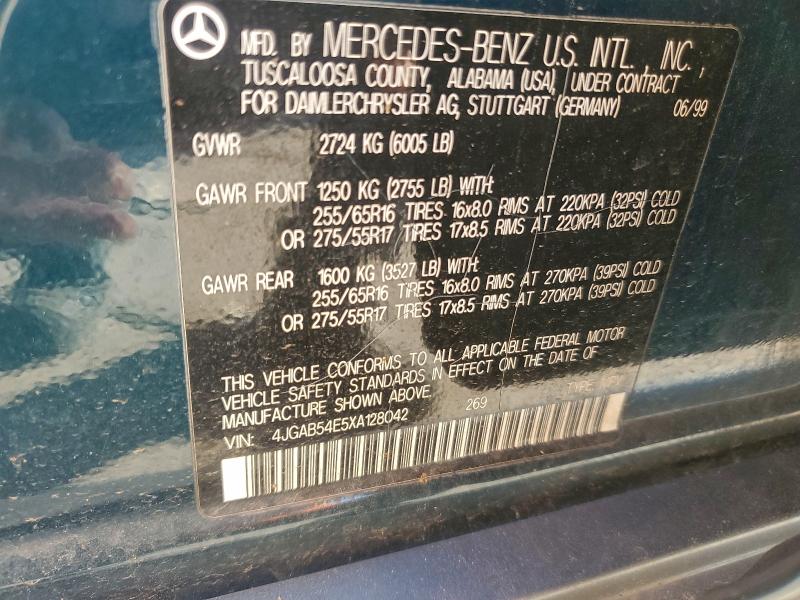 MFD. BY MERCEDES-BENZ U.S. INTL., INC.,
TUSCALOOSA COUNTY, ALABAMA (USA), UNDER CONTRACT
FOR DAIMLERCHRYSLER AG, STUTTGART (GERMANY) 06/99
GVWR 2724 KG (6005 LB)
GAWR FRONT 1250 KG (2755 LB) WITH:
255/65R16 TIRES 16x8.0 RIMS AT 220KPA (32PSI) COLD
OR 275/55R17 TIRES 17x8.5 RIMS AT 220KPA (32PSI) COLD
GAWR REAR 1600 KG (3527 LB) WITH:
255/65R16 TIRES 16x8.0 RIMS AT 270KPA (39PSI) COLD
OR 275/55R17 TIRES 17x8.5 RIMS AT 270KPA (39PSI) COLD
THIS VEHICLE CONFORMS TO ALL APPLICABLE FEDERAL MOTOR
VEHICLE SAFETY STANDARDS IN EFFECT ON THE DATE OF
MANUFACTURE SHOWN ABOVE. 269 TYPE: MPV
VIN: 4JGAB54E5XA128042